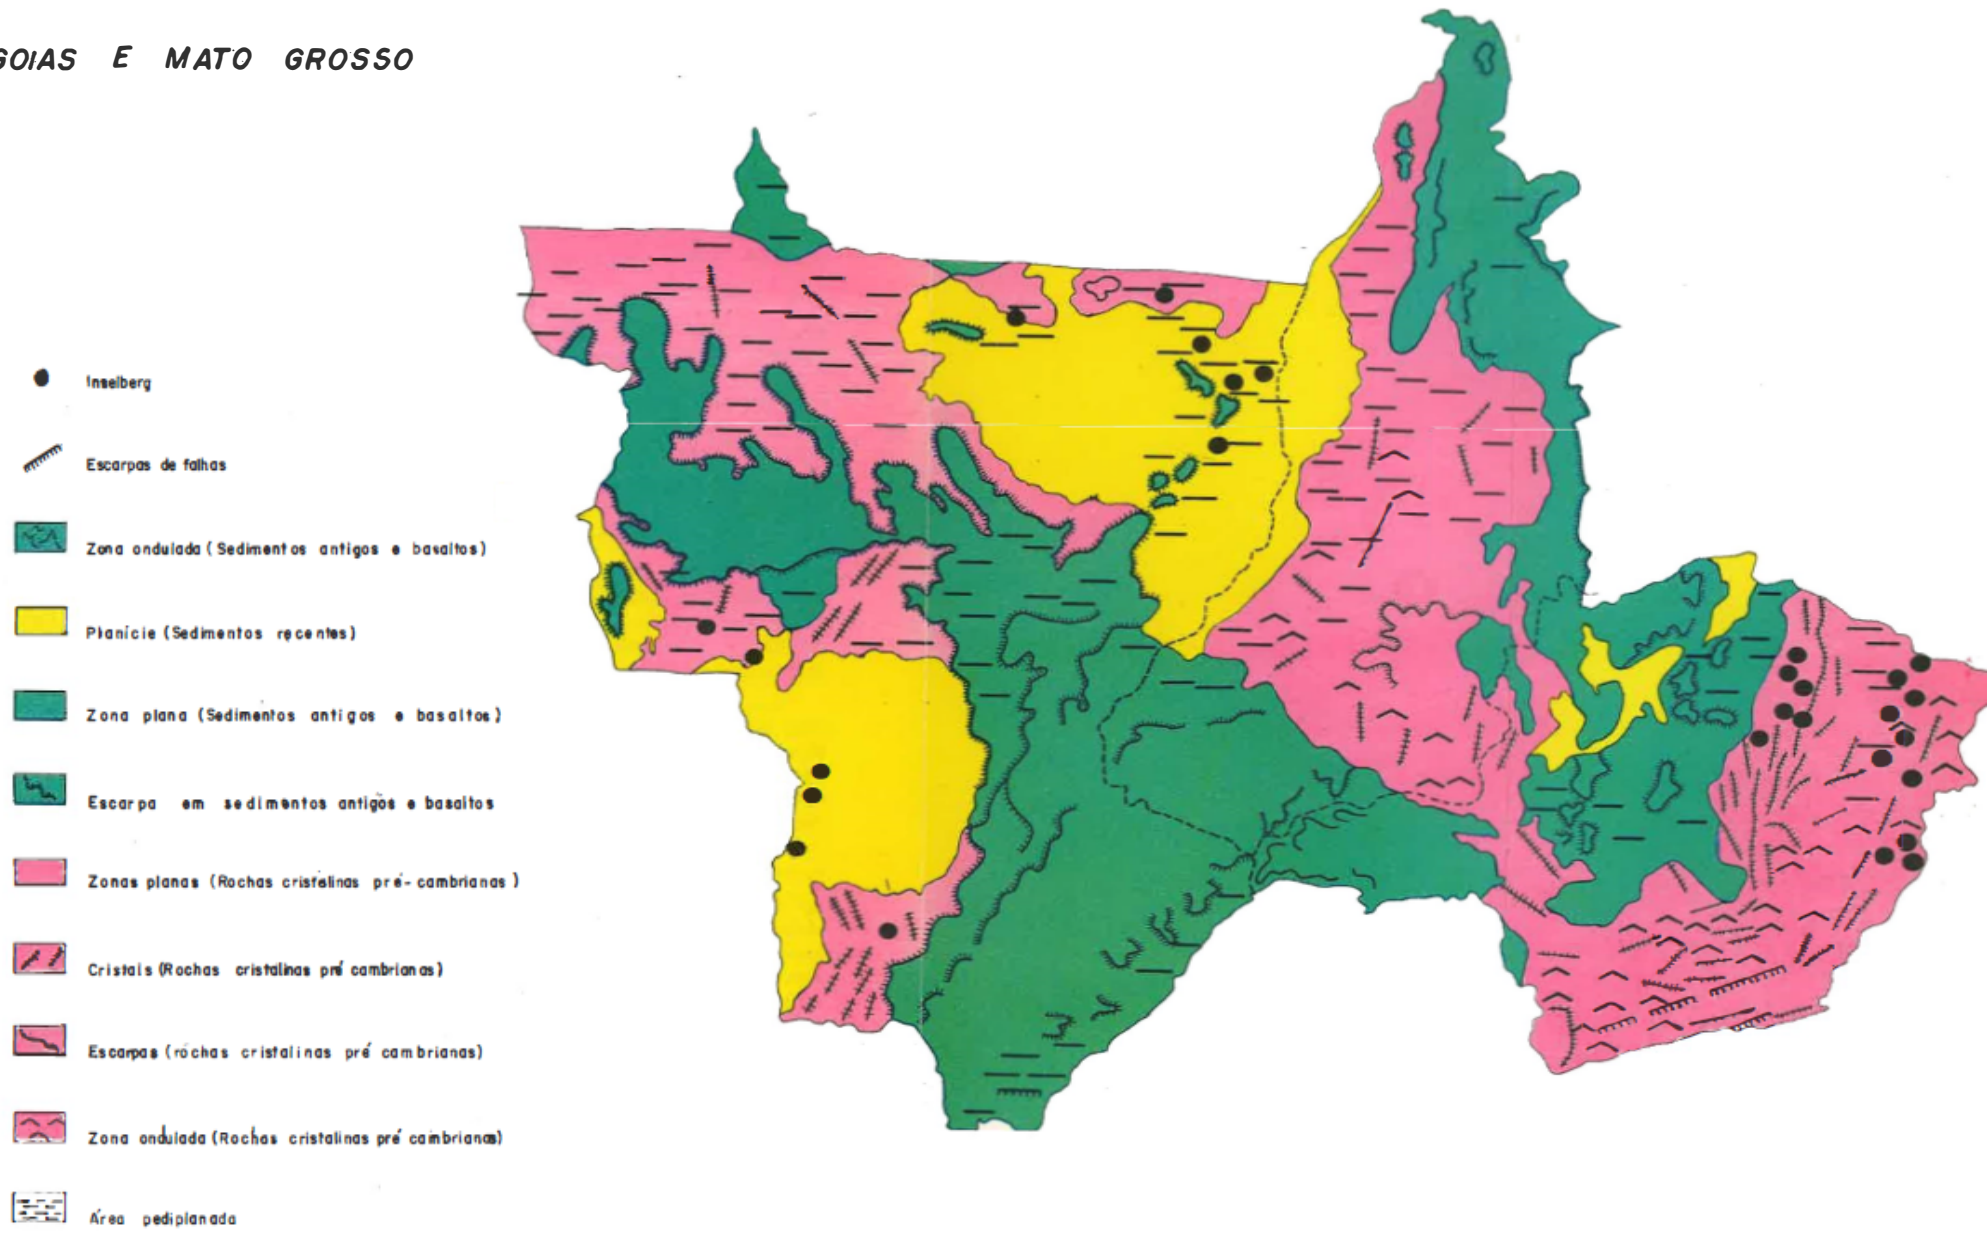 GOIAS E MATO GROSSO
Inselberg
Escarpas de falhas
Zona ondulada (Sedimentos antigos e basaltos)
Planície (Sedimentos recentes)
Zona plana (Sedimentos antigos e basaltos)
Escarpa em sedimentos antigos e basaltos
Zonas planas (Rochas cristalinas pré-cambrianas)
Cristais (Rochas cristalinas pré cambrianas)
Escarpas (rochas cristalinas pré cambrianas)
Zona ondulada (Rochas cristalinas pré cambrianas)
Área pediplanada